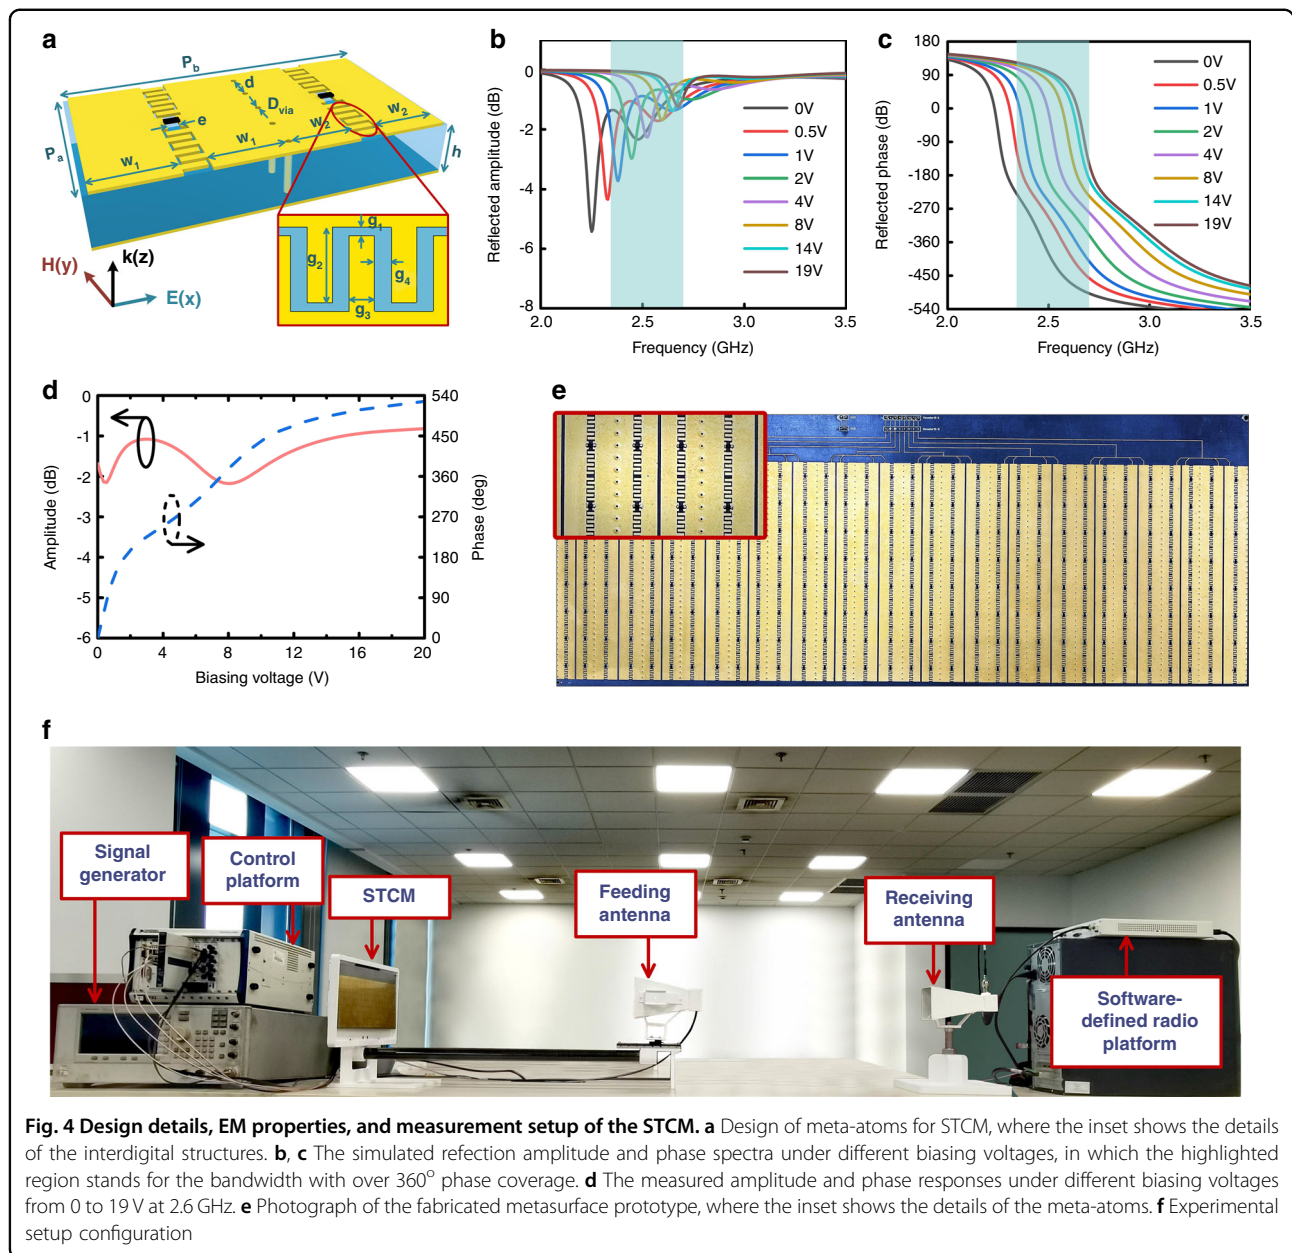 a
P_b
d
D_via
e
P_a
w_1
w_1
w_2
w_2
h
g_1
g_2
g_4
g_3
k(z)
H(y)
E(x)
b
Reflected amplitude (dB)
0
-2
-4
-6
-8
2.0
2.5
3.0
3.5
Frequency (GHz)
0V
0.5V
1V
2V
4V
8V
14V
19V
c
Reflected phase (dB)
180
90
0
-90
-180
-270
-360
-450
-540
2.0
2.5
3.0
3.5
Frequency (GHz)
0V
0.5V
1V
2V
4V
8V
14V
19V
d
Amplitude (dB)
0
-1
-2
-3
-4
-5
-6
0
4
8
12
16
20
Biasing voltage (V)
540
450
360
270
180
90
0
Phase (deg)
e
f
Signal
generator
Control
platform
STCM
Feeding
antenna
Receiving
antenna
Software-
defined radio
platform
Fig. 4 Design details, EM properties, and measurement setup of the STCM. a Design of meta-atoms for STCM, where the inset shows the details
of the interdigital structures. b, c The simulated refection amplitude and phase spectra under different biasing voltages, in which the highlighted
region stands for the bandwidth with over 360° phase coverage. d The measured amplitude and phase responses under different biasing voltages
from 0 to 19 V at 2.6 GHz. e Photograph of the fabricated metasurface prototype, where the inset shows the details of the meta-atoms. f Experimental
setup configuration